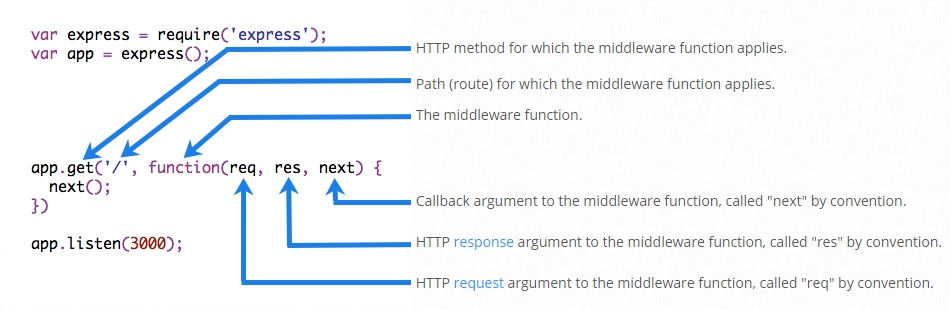 var express = require('express');
var app = express();
HTTP method for which the middleware function applies.
Path (route) for which the middleware function applies.
The middleware function.
app.get('/', function(req, res, next) {
  next();
})
Callback argument to the middleware function, called "next" by convention.
app.listen(3000);
HTTP response argument to the middleware function, called "res" by convention.
HTTP request argument to the middleware function, called "req" by convention.